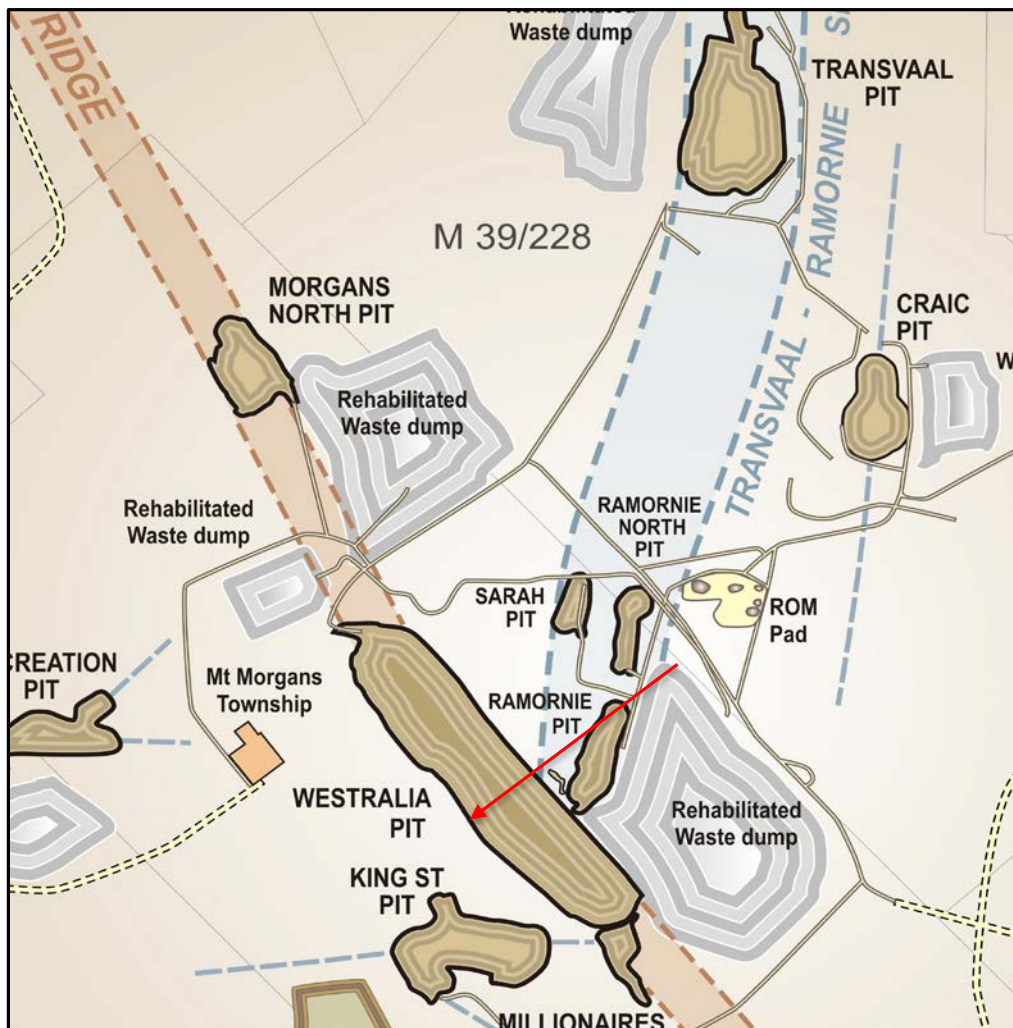 Rehabilitated
Waste dump
RIDGE
TRANSVAAL
PIT
TRANSVAAL - RAMORNIE
M 39/228
MORGANS
NORTH PIT
CRAIC
PIT
W
Rehabilitated
Waste dump
Rehabilitated
Waste dump
RAMORNIE
NORTH
PIT
SARAH
PIT
ROM
Pad
CREATION
PIT
Mt Morgans
Township
RAMORNIE
PIT
WESTRALIA
PIT
Rehabilitated
Waste dump
KING ST
PIT
MILLIONAIRES